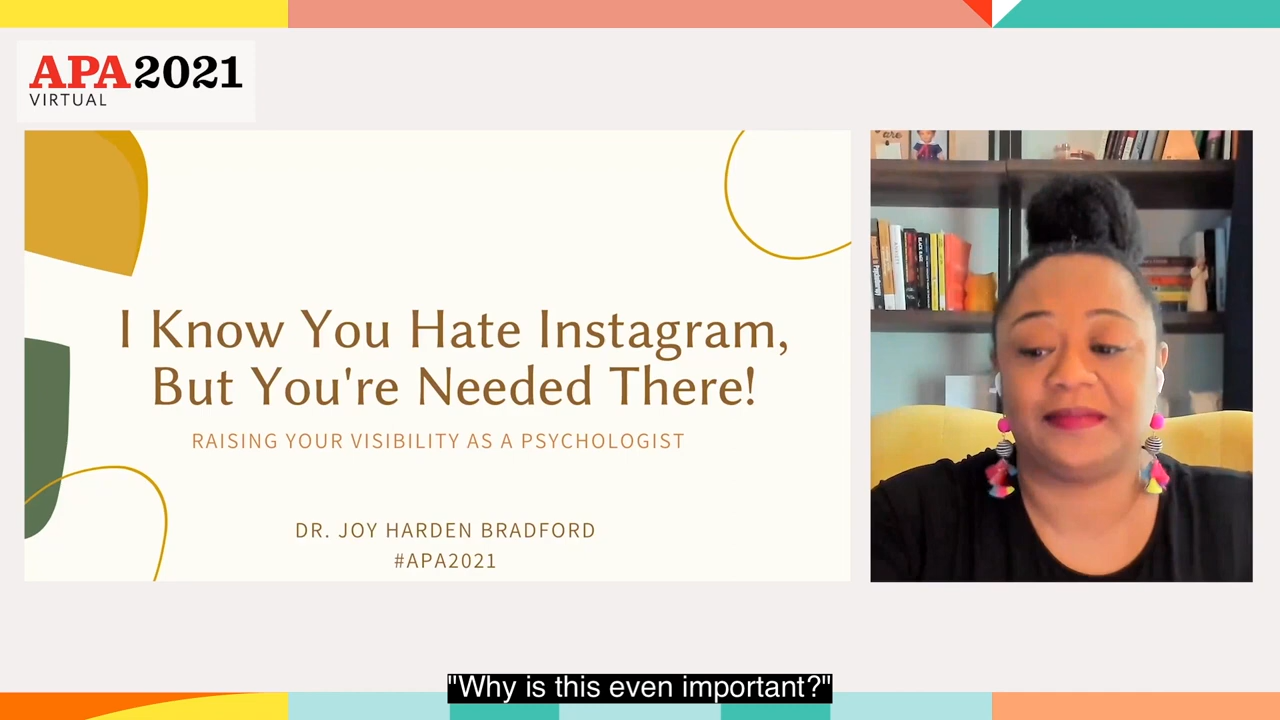 APA2021
VIRTUAL
I Know You Hate Instagram,
But You're Needed There!
RAISING YOUR VISIBILITY AS A PSYCHOLOGIST
DR. JOY HARDEN BRADFORD
#APA2021
"Why is this even important?"